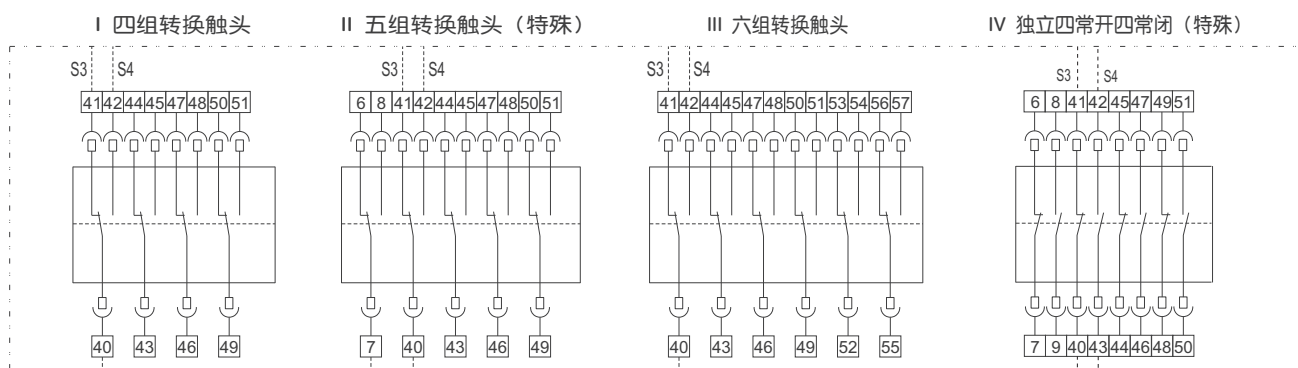 I 四组转换触头 II 五组转换触头（特殊） III 六组转换触头 IV 独立四常开四常闭（特殊）
S3 S4 S3 S4 S3 S4 S3 S4
41 42 44 45 47 48 50 51 6 8 41 42 44 45 47 48 50 51 41 42 44 45 47 48 50 51 53 54 56 57 6 8 41 42 45 47 49 51
40 43 46 49 7 40 43 46 49 40 43 46 49 52 55 7 9 40 43 44 46 48 50